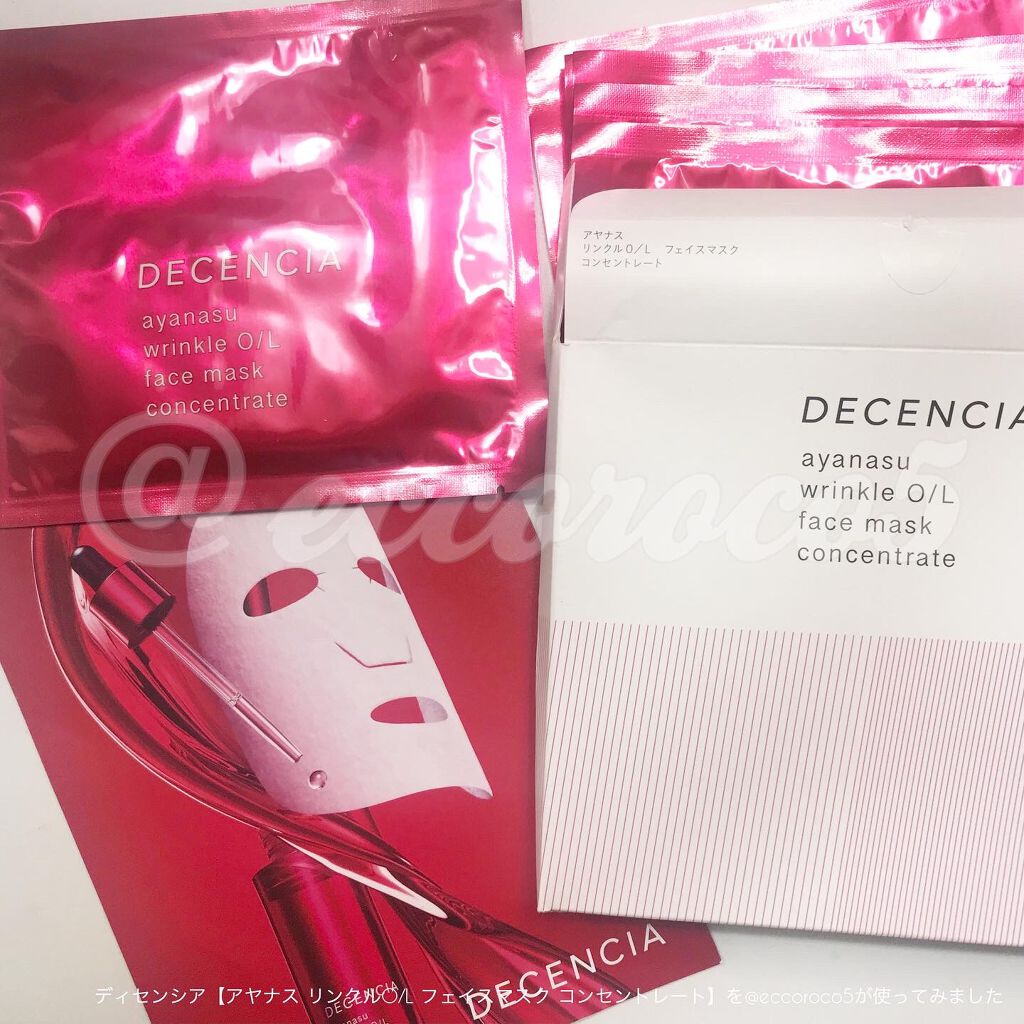 DECENCIA
ayanasu
wrinkle O/L
face mask
concentrate
アヤナス
リンクルO/L フェイスマスク
コンセントレート
DECENCIA
ayanasu
wrinkle O/L
face mask
concentrate
@eccoroco5
DECENCIA
DECENCIA
ディセンシア【アヤナス リンクルO/L フェイスマスク コンセントレート】を@eccoroco5が使ってみました